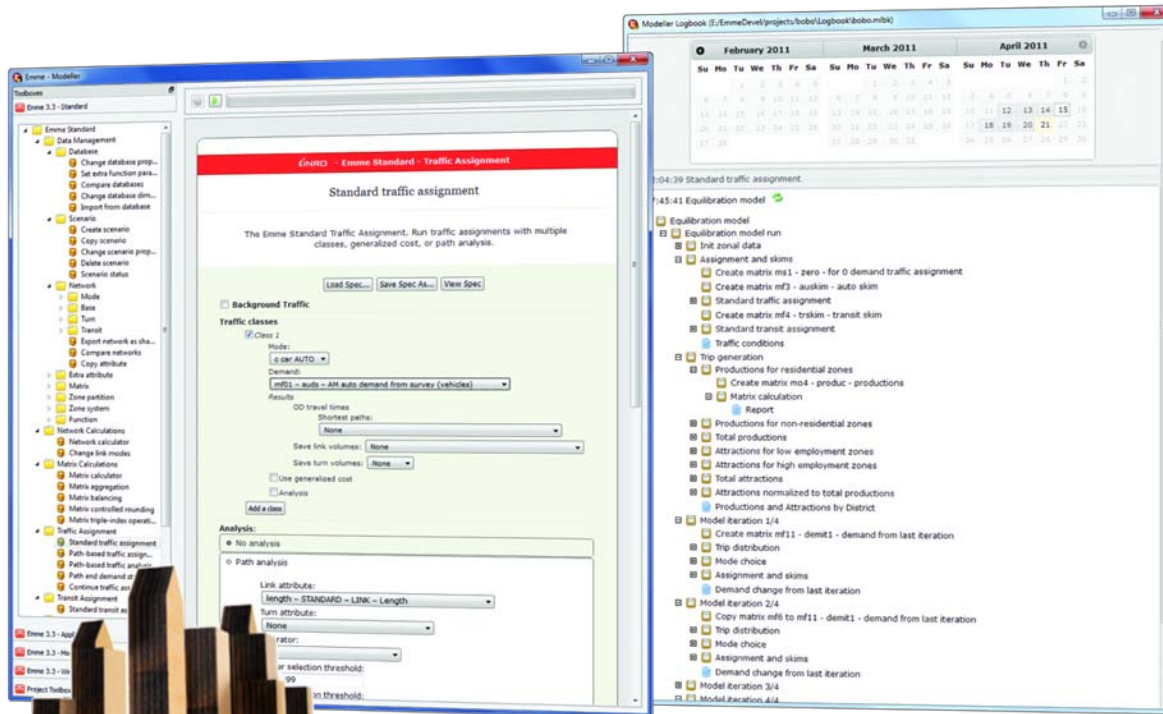 Emme - Modeller
Toolboxes
Emme 3.3 - Standard
Emme Standard
Data Management
Database
Change database prop...
Set extra function para...
Compare databases
Change database dim...
Import from database
Scenario
Create scenario
Copy scenario
Change scenario prop...
Delete scenario
Scenario status
Network
Mode
Base
Turn
Transit
Export network as sha...
Compare networks
Copy attribute
Extra attribute
Matrix
Zone partition
Zone system
Function
Network Calculations
Network calculator
Change link modes
Matrix Calculations
Matrix calculator
Matrix aggregation
Matrix balancing
Matrix controlled rounding
Matrix triple-index operati...
Traffic Assignment
Standard traffic assignment
Path-based traffic assign...
Path-based traffic analysis
Path and demand
Continue traffic
Transit Assignment
Standard transit
Emme 3.3 -
Emme 3.3 -
Emme 3.3 -
Project
INRO - Emme Standard - Traffic Assignment
Standard traffic assignment
The Emme Standard Traffic Assignment. Run traffic assignments with multiple
classes, generalized cost, or path analysis.
Load Spec... Save Spec As... View Spec
Background Traffic
Traffic classes
Class 1
Mode:
c car AUTO
Demand:
mf01 - auds - AM auto demand from survey (vehicles)
Results
OD travel times
Shortest paths:
None
Save link volumes: None
Save turn volumes: None
Use generalized cost
Analysis
Add a class
Analysis:
No analysis
Path analysis
Link attribute:
length - STANDARD - LINK - Length
Turn attribute:
None
rator:
selection threshold:
99
threshold:
Modeller Logbook (E:/EmmeDevel/projects/bobo\Logbook\bobo.mlbk)
February 2011 March 2011 April 2011
Su Mo Tu We Th Fr Sa Su Mo Tu We Th Fr Sa Su Mo Tu We Th Fr Sa
12 13 14 15
18 19 20 21
:04:39 Standard traffic assignment
:45:41 Equilibration model
Equilibration model
Equilibration model run
Init zonal data
Assignment and skims
Create matrix ms1 - zero - for 0 demand traffic assignment
Create matrix mf3 - auskim - auto skim
Standard traffic assignment
Create matrix mf4 - trskim - transit skim
Standard transit assignment
Traffic conditions
Trip generation
Productions for residential zones
Create matrix mo4 - produc - productions
Matrix calculation
Report
Productions for non-residential zones
Total productions
Attractions for low employment zones
Attractions for high employment zones
Total attractions
Attractions normalized to total productions
Productions and Attractions by District
Model iteration 1/4
Create matrix mf11 - demit1 - demand from last iteration
Trip distribution
Mode choice
Assignment and skims
Demand change from last iteration
Model iteration 2/4
Copy matrix mf6 to mf11 - demit1 - demand from last iteration
Trip distribution
Mode choice
Assignment and skims
Demand change from last iteration
Model iteration 3/4
Model iteration 4/4